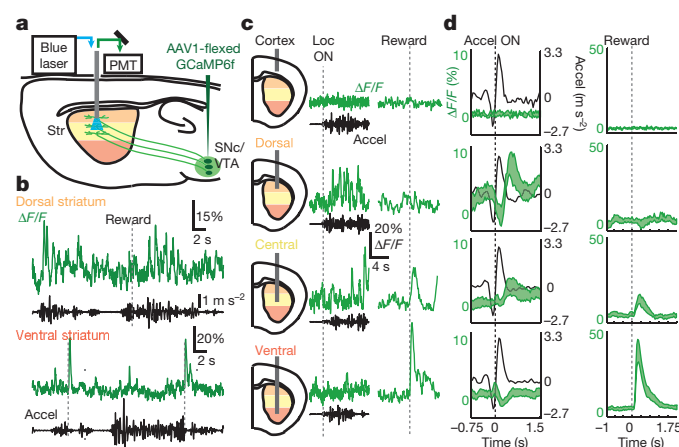 a
Blue
laser
PMT
AAV1-flexed
GCaMP6f
Str
SNc/
VTA
b
Dorsal striatum
ΔF/F
Reward
15%
2 s
1 m s⁻²
Ventral striatum
20%
2 s
Accel
c
Cortex
Loc
ON
Reward
ΔF/F
Accel
Dorsal
20%
ΔF/F
4 s
Central
Ventral
d
Accel ON
Reward
10
3.3
50
ΔF/F (%)
Accel (m s⁻²)
0
−2.7
0
10
3.3
50
0
0
−2.7
0
10
3.3
50
0
0
−2.7
0
10
3.3
50
0
0
−2.7
0
−0.75 0 1.5
−1 0 1.75
Time (s)
Time (s)